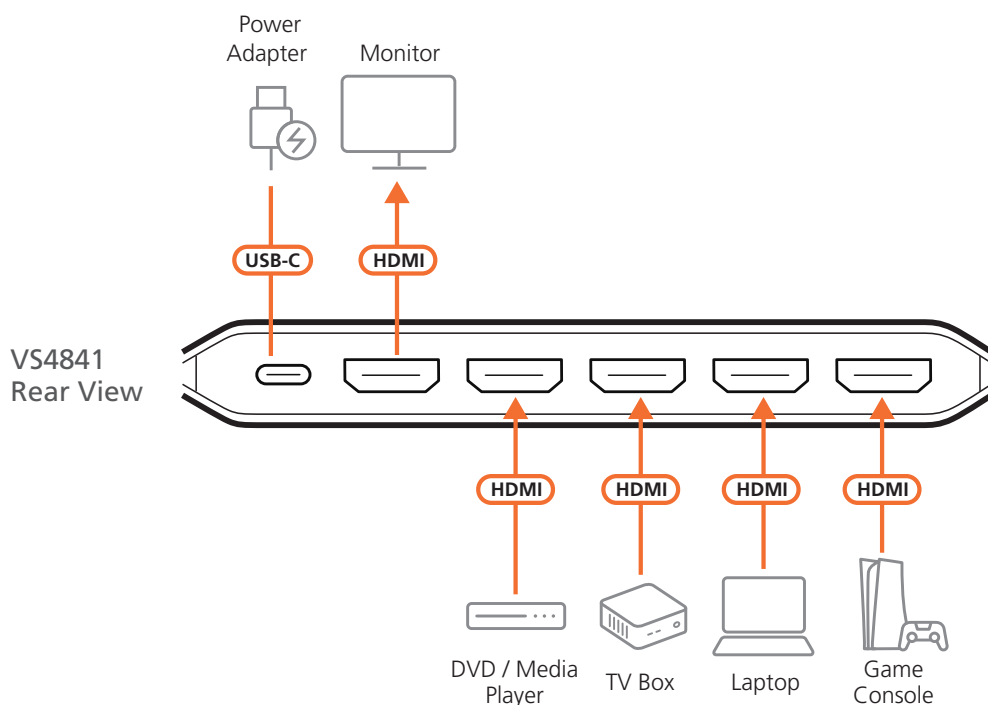 Power
Adapter
Monitor
USB-C
HDMI
VS4841
Rear View
HDMI
HDMI
HDMI
HDMI
DVD / Media
Player
TV Box
Laptop
Game
Console